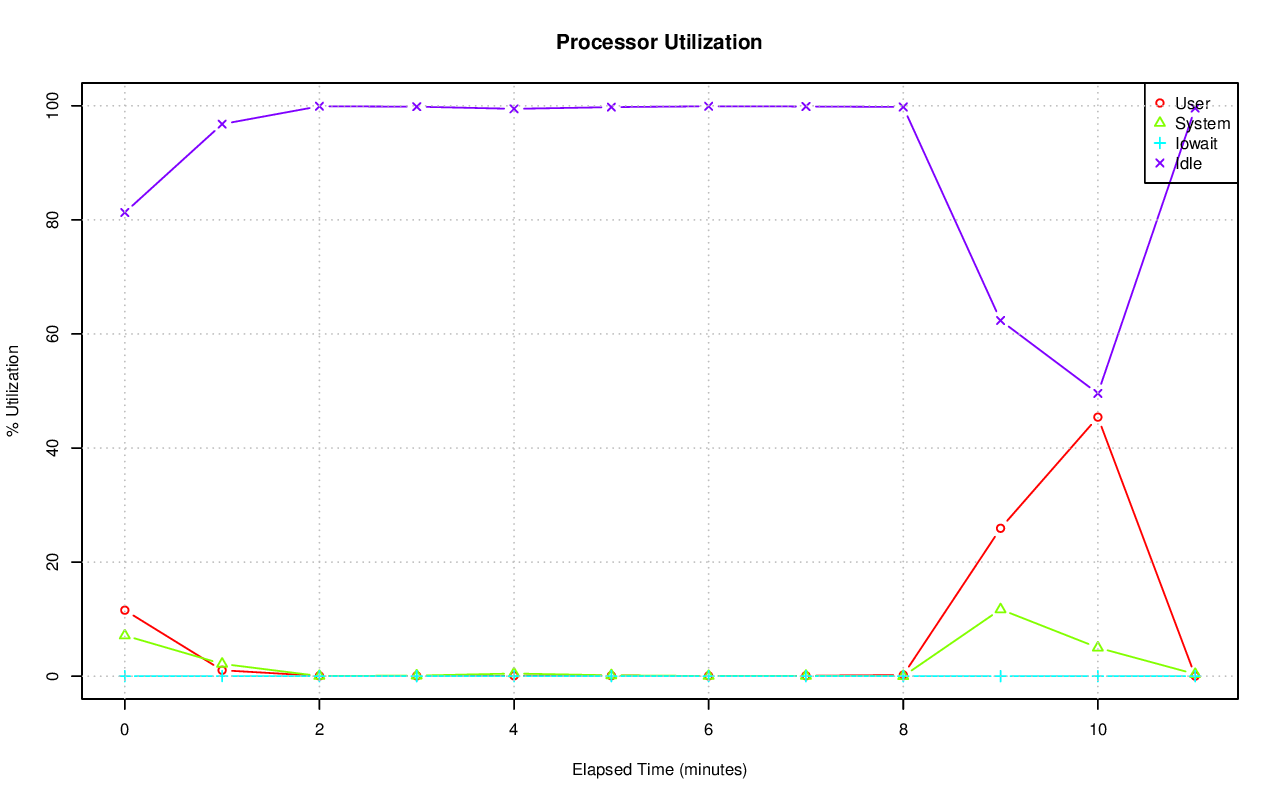 Processor Utilization
% Utilization
100
80
60
40
20
0
User
System
Iowait
Idle
0 2 4 6 8 10
Elapsed Time (minutes)